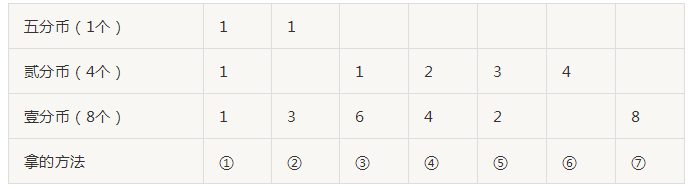 五分币（1个） 1 1
贰分币（4个） 1 1 2 3 4
壹分币（8个） 1 3 6 4 2 8
拿的方法 ① ② ③ ④ ⑤ ⑥ ⑦